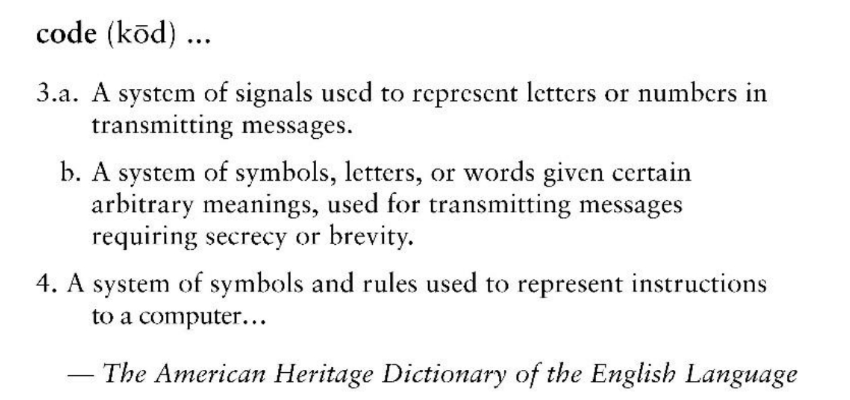 code (kōd) ...
3.a. A system of signals used to represent letters or numbers in
transmitting messages.
b. A system of symbols, letters, or words given certain
arbitrary meanings, used for transmitting messages
requiring secrecy or brevity.
4. A system of symbols and rules used to represent instructions
to a computer...
— The American Heritage Dictionary of the English Language